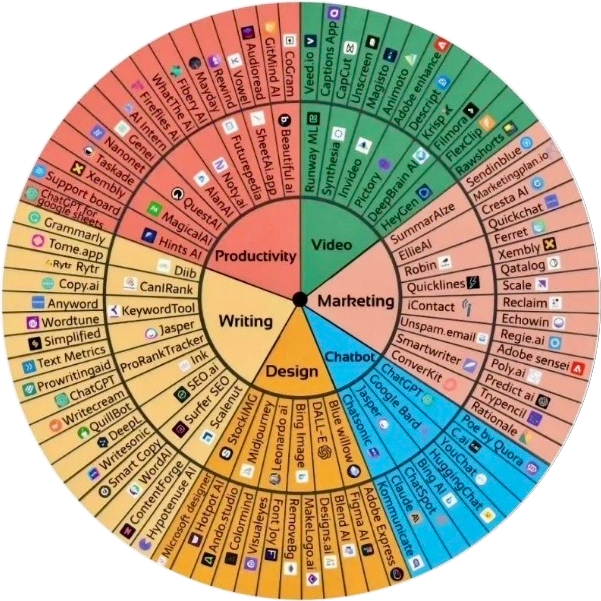 Productivity
Video
Marketing
Chatbot
Design
Writing
Runway ML
Synthesia
Invideo
Pictory
DeepBrain AI
HeyGen
SummarAIze
EllieAI
Robin
Quicklines
iContact
Unspam.email
Smartwriter
ConverKit
ChatGPT
Google Bard
Jasper
Chatsonic
Blue willow
DALL-E
Bing Image
Leonardo ai
Midjourney
StockIMG
Scalenut
Surfer SEO
SEO.ai
Ink
ProRankTracker
Jasper
KeywordTool
CanIRank
Diib
Hints AI
MagicalAI
QuestAI
AlanAI
Notly.ai
Futurepedia
SheetAi.app
Beautiful ai
Veed.io
Captions App
CapCut
Unscreen
Magisto
Animoto
Adobe enhance
Descript
Krisp
Filmora
FlexClip
Rawshorts
Sendinblue
Marketingplan.io
Cresta AI
Quickchat
Ferret
Xembly
Qatalog
Scale
Reclaim
Echowin
Regie.ai
Adobe sensei
Poly.ai
Predict ai
Trypencil
Rationale
Poe by Quora
C.ai
YouChat
HuggingChat
Bing AI
ChatSpot
Claude
Kommunicate
Adobe Express
Figma AI
Blend AI
Designs.ai
MakeLogo.ai
RemoveBg
Font Joy
Visualeyes
Colormind
Ando studio
Hotpot AI
Microsoft designer
Hypotenuse AI
ContentForge
WordAI
Smart Copy
Writesonic
DeepL
QuillBot
Writecream
ChatGPT
Prowritingaid
Text Metrics
Simplified
Wordtune
Anyword
Copy.ai
Rytr Rytr
Tome.app
Grammarly
ChatGPT for
google sheets
Support board
Xembly
Taskade
Nanonet
Genei
AI Intern
Fireflies AI
WhatThe AI
Fibery AI
Mayday
Rewind
Vowel
Audioread
GitMind AI
CoGram